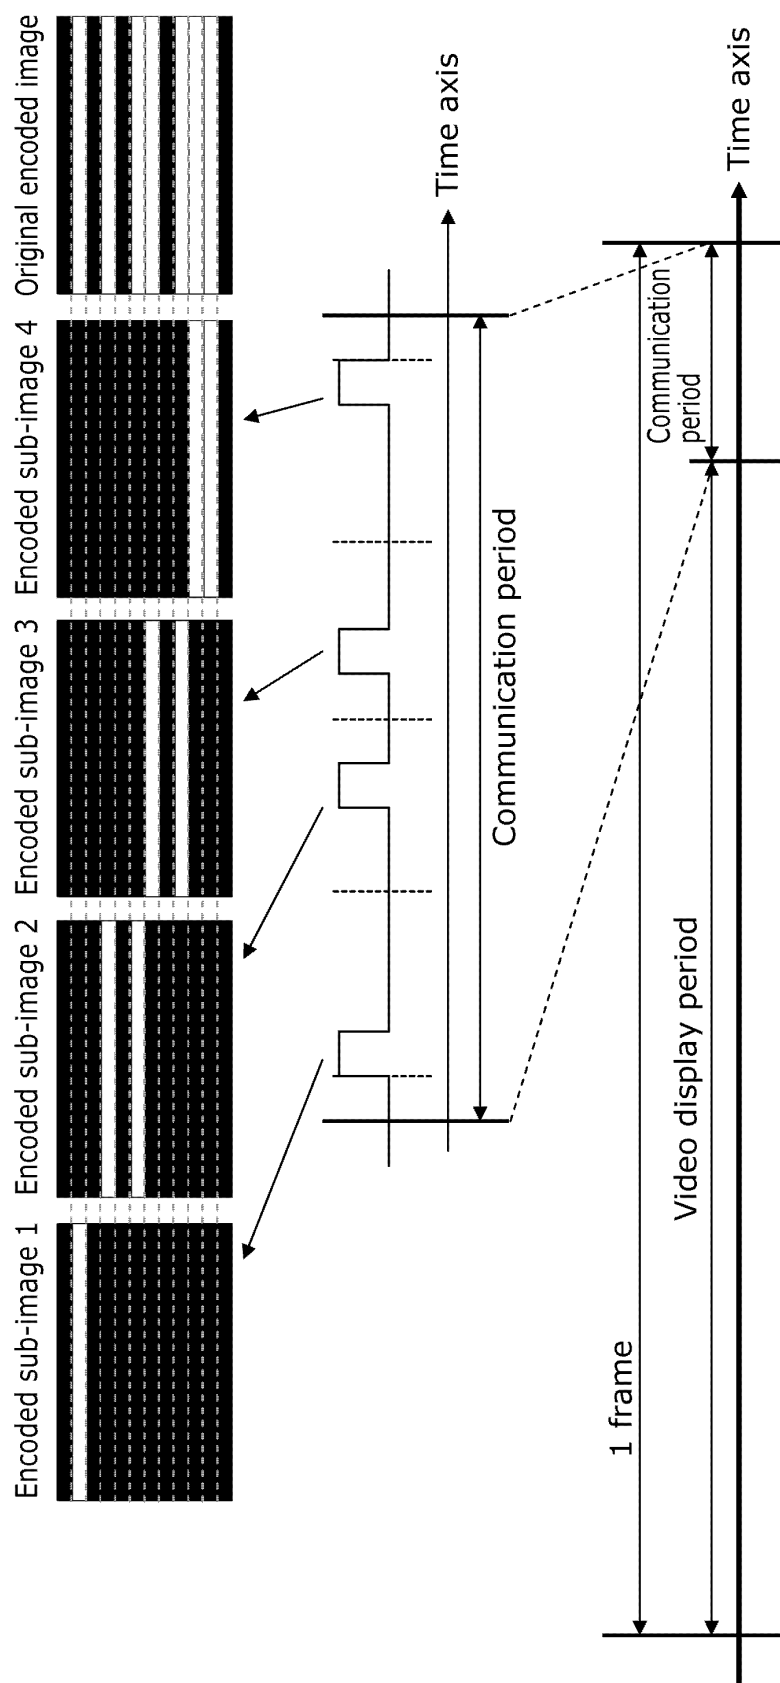 Encoded sub-image 1
Encoded sub-image 2
Encoded sub-image 3
Encoded sub-image 4
Original encoded image
Time axis
Communication period
1 frame
Communication
period
Video display period
Time axis